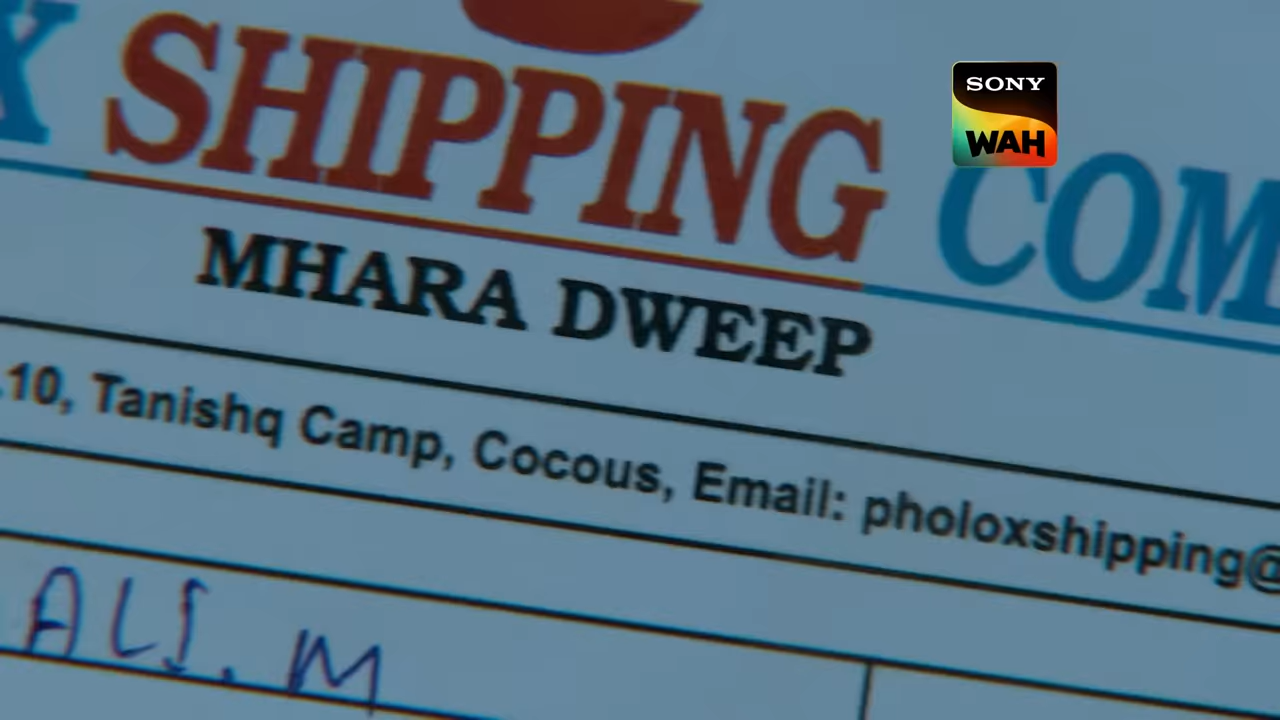 X SHIPPING COM
SONY
WAH
MHARA DWEEP
.10, Tanishq Camp, Cocous, Email: pholoxshipping@
ALI. M